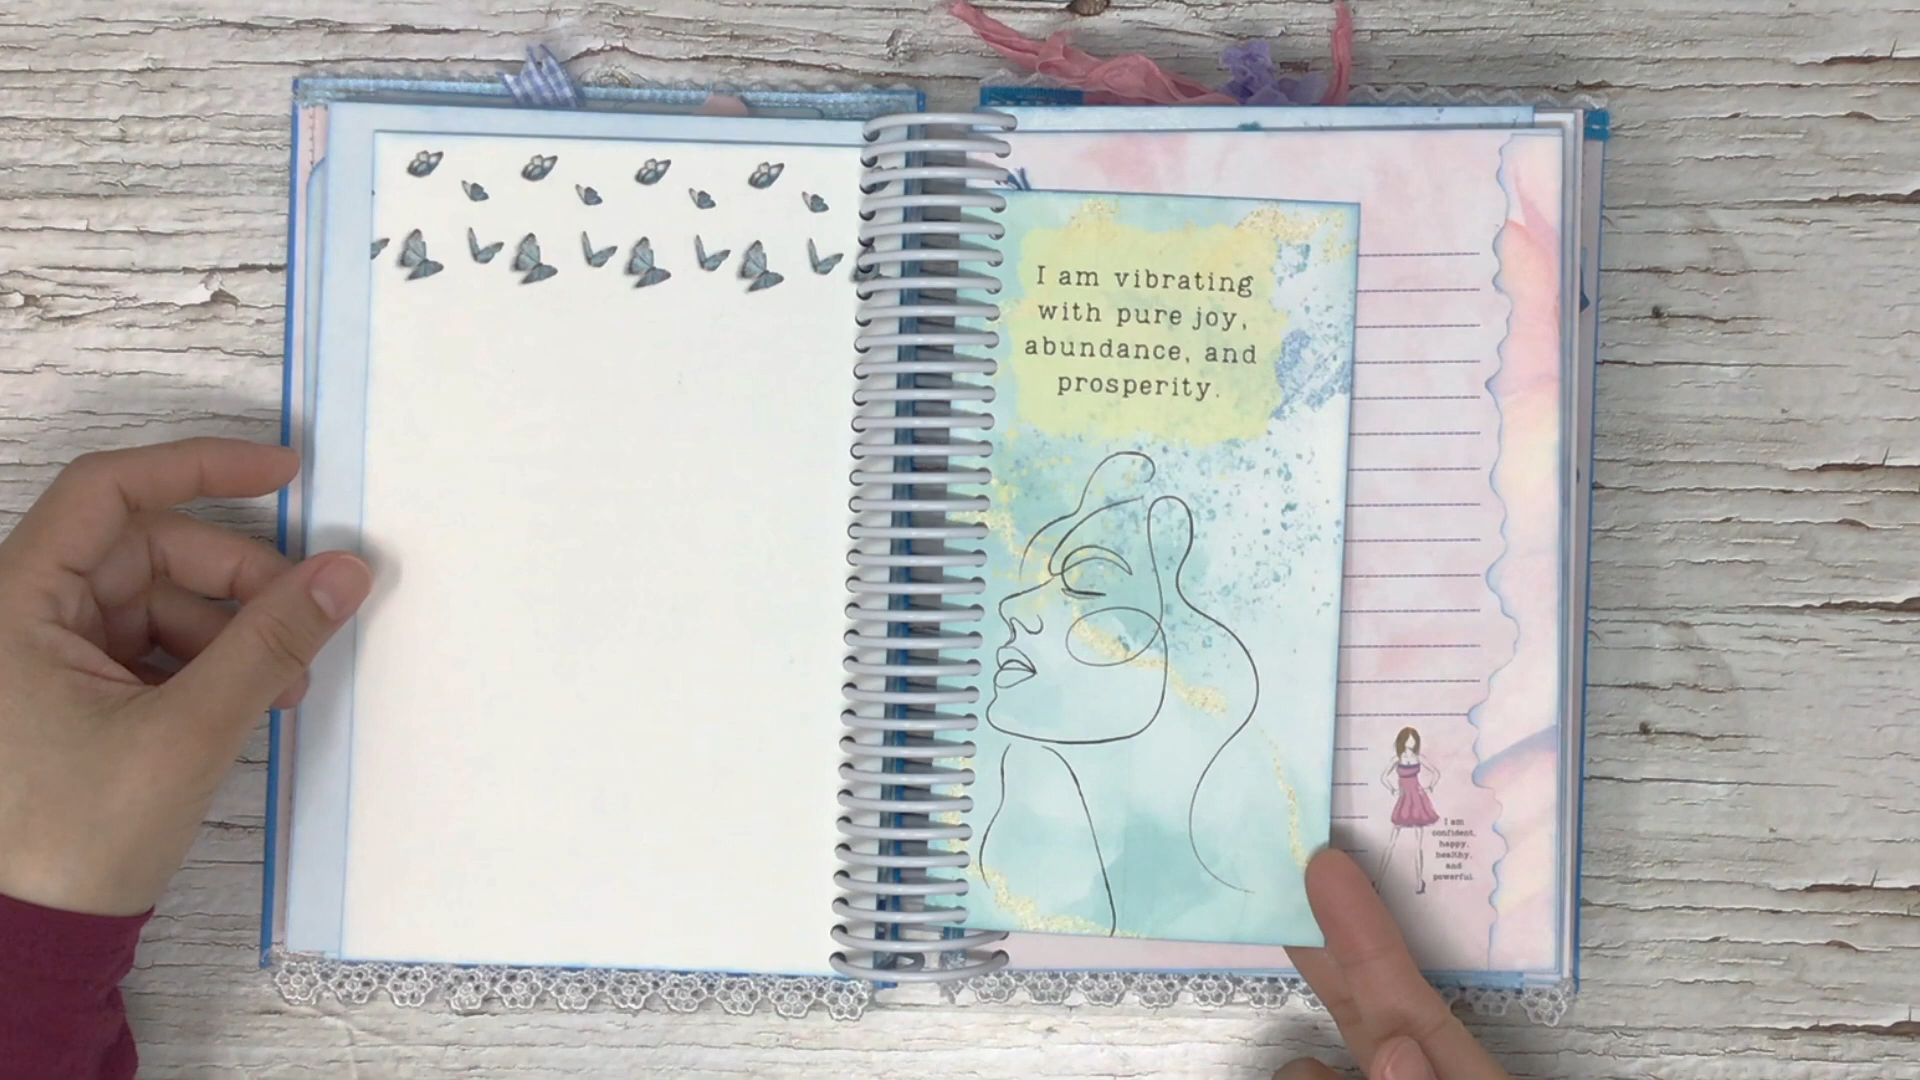 I am vibrating
with pure joy,
abundance, and
prosperity.
I am
confident,
happy,
healthy,
and
powerful.